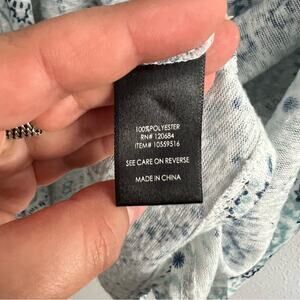 100%POLYESTER
RN# 120684
ITEM# 10559516
SEE CARE ON REVERSE
MADE IN CHINA